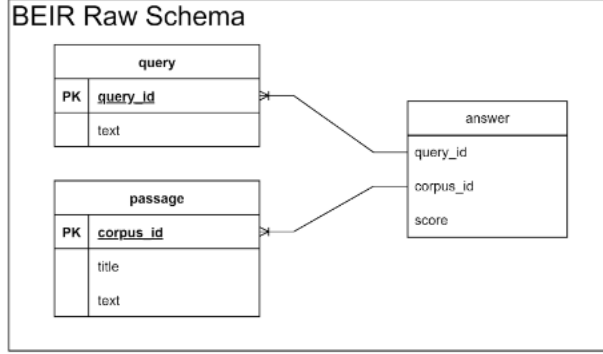 BEIR Raw Schema
query
PK query_id
text
passage
PK corpus_id
title
text
answer
query_id
corpus_id
score